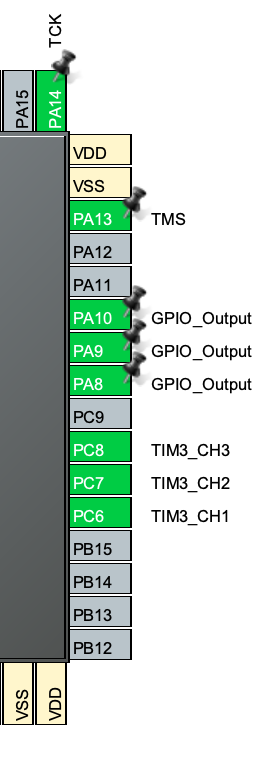 TCK
PA15
PA14
VDD
VSS
PA13 TMS
PA12
PA11
PA10 GPIO_Output
PA9 GPIO_Output
PA8 GPIO_Output
PC9
PC8 TIM3_CH3
PC7 TIM3_CH2
PC6 TIM3_CH1
PB15
PB14
PB13
PB12
VSS
VDD